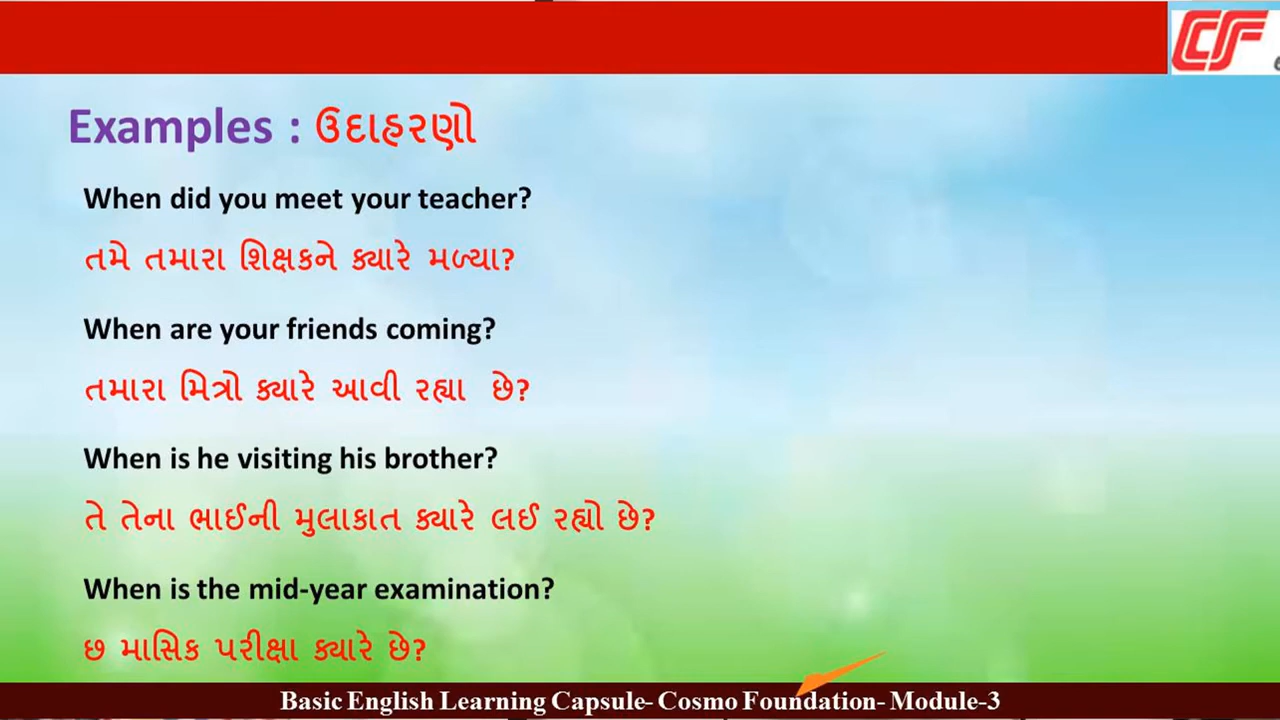 CF
Examples : ઉદાહરણો
When did you meet your teacher?
તમે તમારા શિક્ષકને ક્યારે મળ્યા?
When are your friends coming?
તમારા મિત્રો ક્યારે આવી રહ્યા છે?
When is he visiting his brother?
તે તેના ભાઈની મુલાકાત ક્યારે લઈ રહ્યો છે?
When is the mid-year examination?
છ માસિક પરીક્ષા ક્યારે છે?
Basic English Learning Capsule- Cosmo Foundation- Module-3